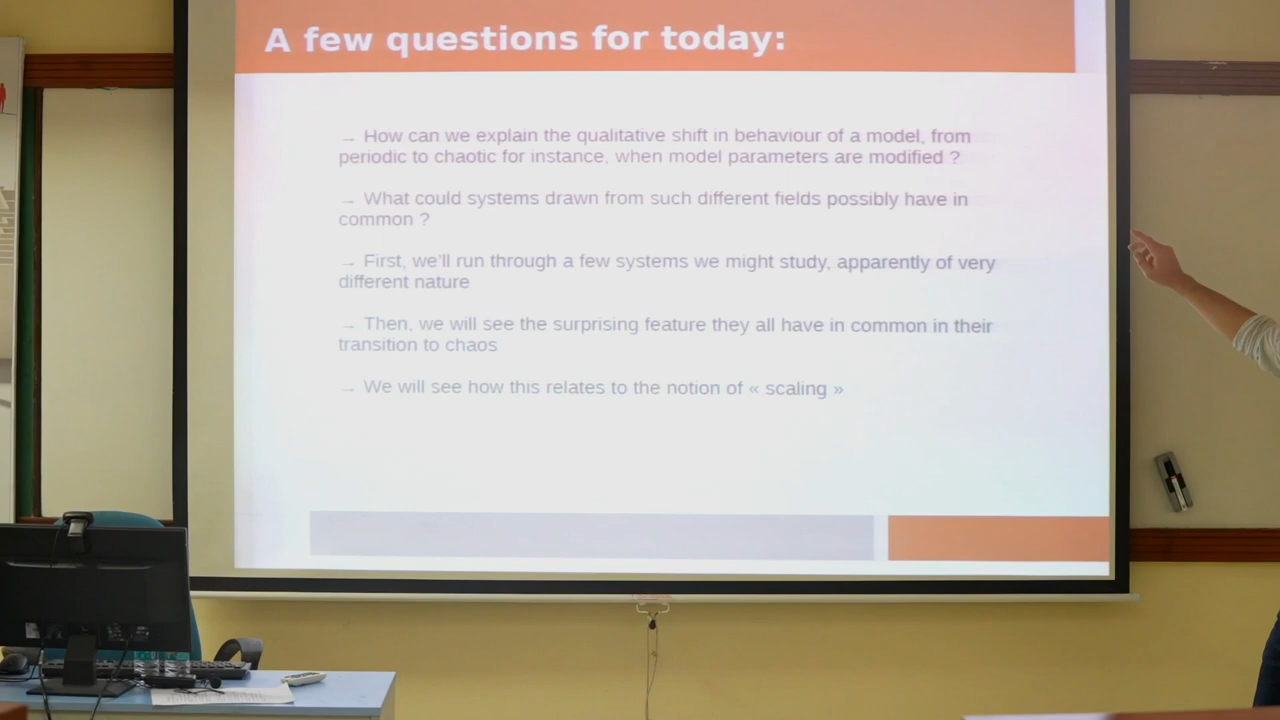 A few questions for today:
→ How can we explain the qualitative shift in behaviour of a model, from
periodic to chaotic for instance, when model parameters are modified ?
→ What could systems drawn from such different fields possibly have in
common ?
→ First, we'll run through a few systems we might study, apparently of very
different nature
→ Then, we will see the surprising feature they all have in common in their
transition to chaos
→ We will see how this relates to the notion of « scaling »